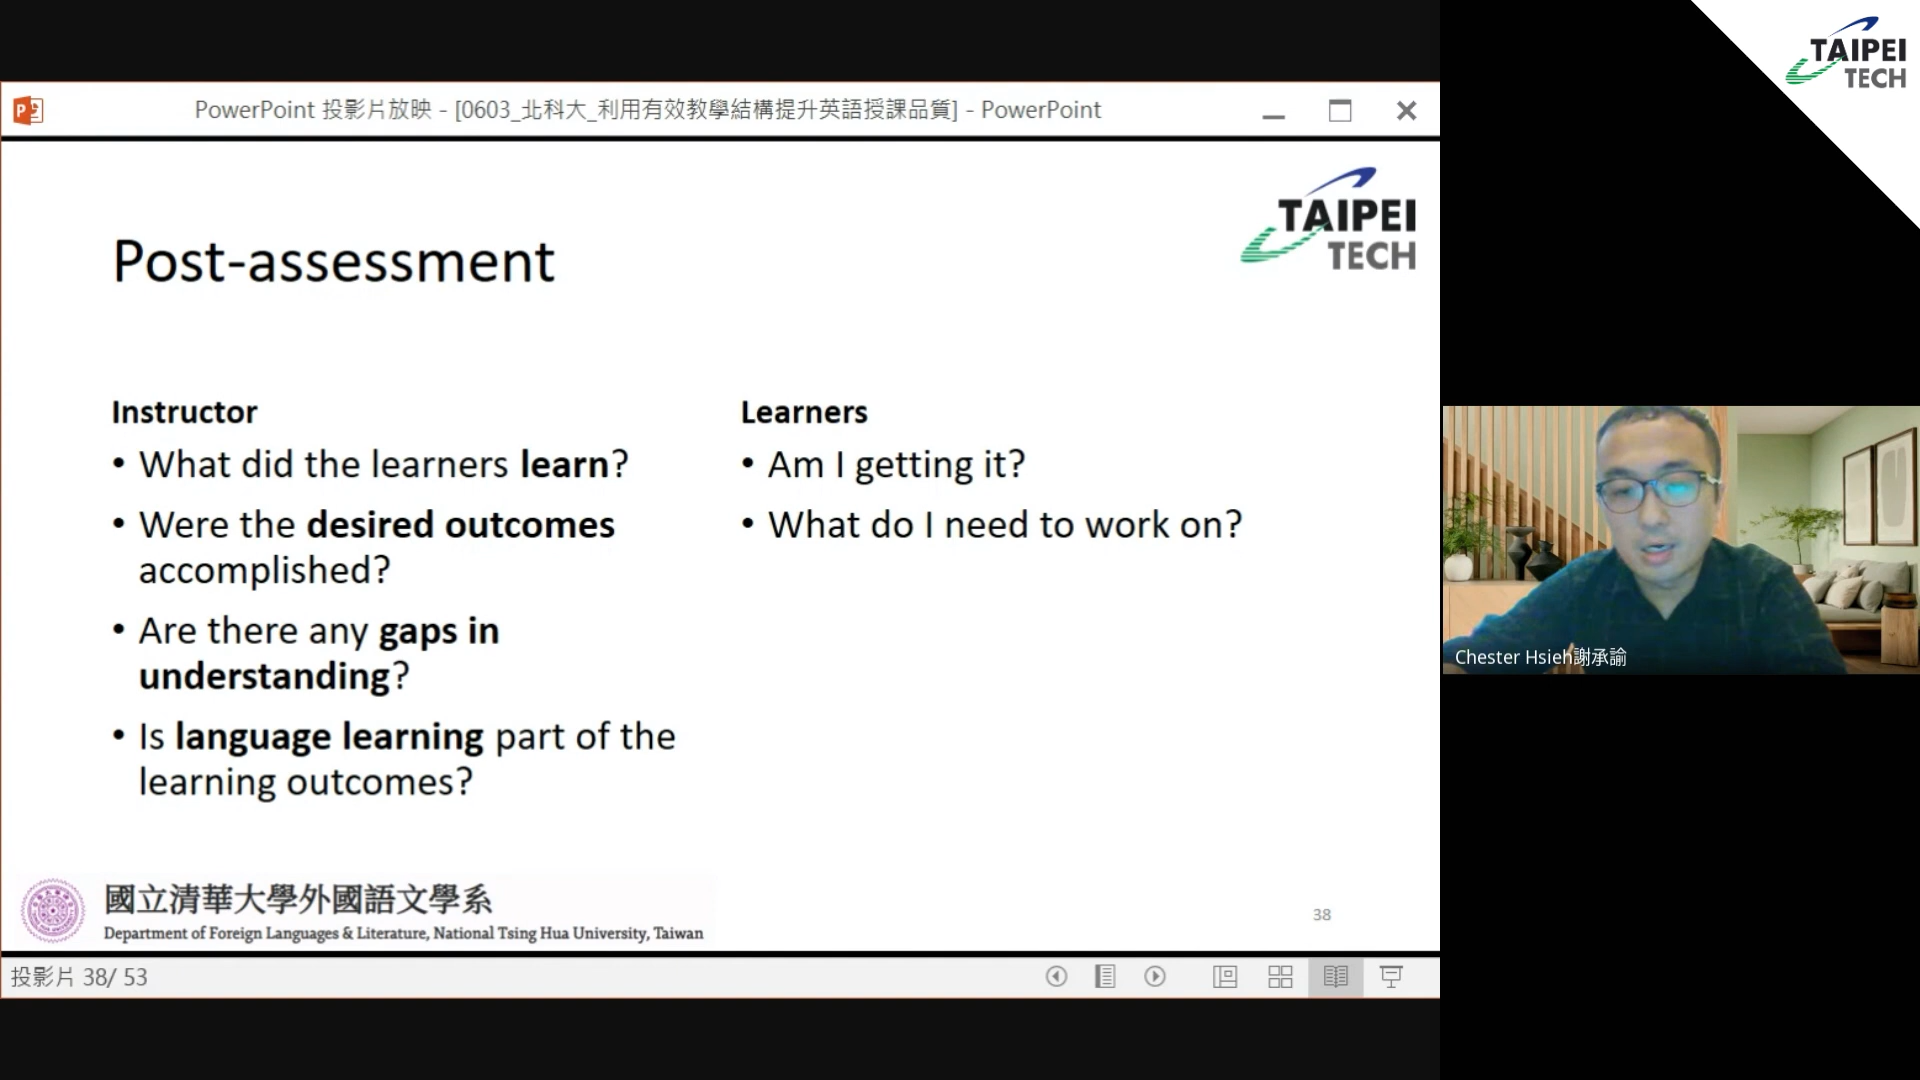 PowerPoint 投影片放映 - [0603_北科大_利用有效教學結構提升英語授課品質] - PowerPoint
TAIPEI
TECH
Post-assessment
Instructor
• What did the learners learn?
• Were the desired outcomes
accomplished?
• Are there any gaps in
understanding?
• Is language learning part of the
learning outcomes?
Learners
• Am I getting it?
• What do I need to work on?
國立清華大學外國語文學系
Department of Foreign Languages & Literature, National Tsing Hua University, Taiwan
38
投影片 38/ 53
TAIPEI
TECH
Chester Hsieh謝承諭